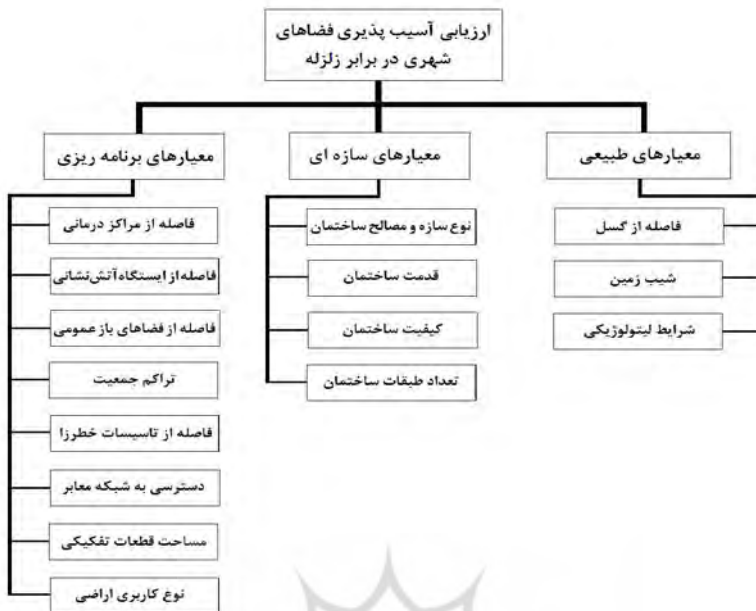 ارزیابی آسیب پذیری فضاهای
شهری در برابر زلزله
معیارهای طبیعی
فاصله از گسل
شیب زمین
شرایط لیتولوژیکی
معیارهای سازه ای
نوع سازه و مصالح ساختمان
قدمت ساختمان
کیفیت ساختمان
تعداد طبقات ساختمان
معیارهای برنامه ریزی
فاصله از مراکز درمانی
فاصله از ایستگاه آتش‌نشانی
فاصله از فضاهای باز عمومی
تراکم جمعیت
فاصله از تاسیسات خطرزا
دسترسی به شبکه معابر
مساحت قطعات تفکیکی
نوع کاربری اراضی